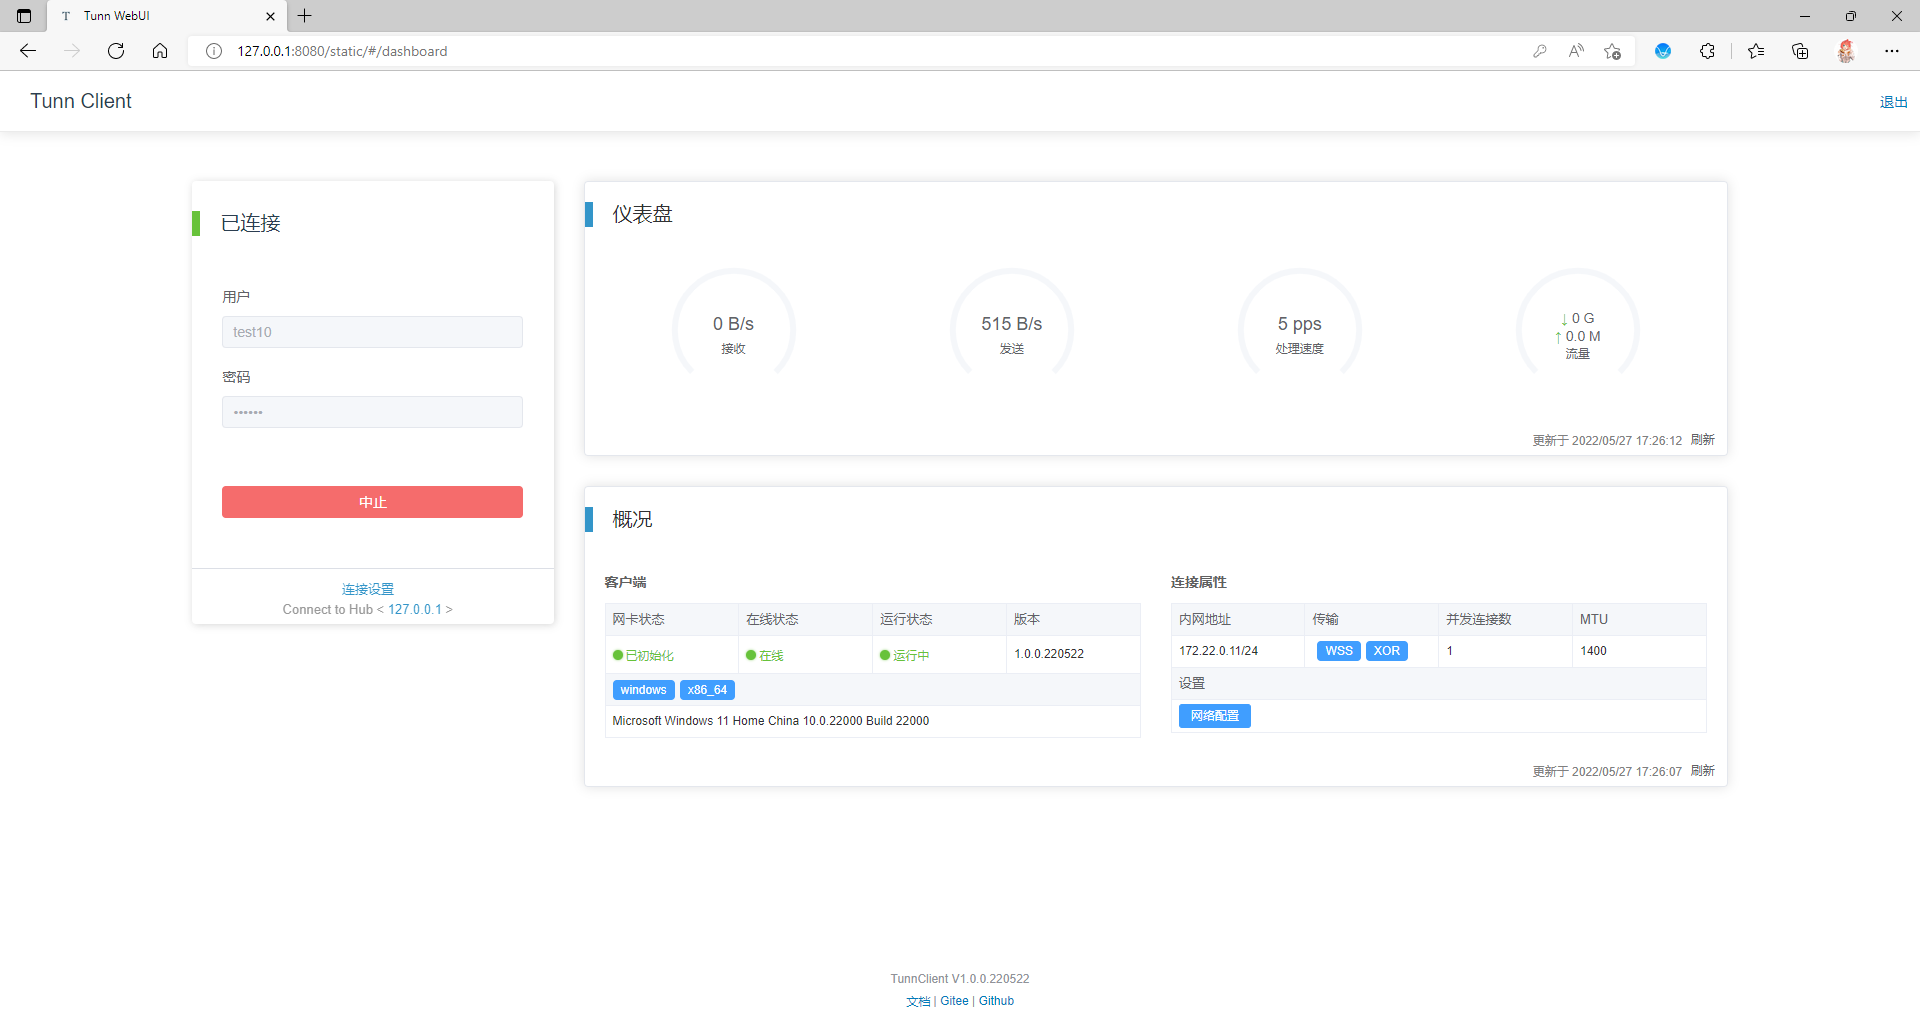 T Tunn WebUI
127.0.0.1:8080/static/#/dashboard
Tunn Client
退出
已连接
用户
test10
密码
••••••
中止
连接设置
Connect to Hub < 127.0.0.1 >
仪表盘
0 B/s
接收
515 B/s
发送
5 pps
处理速度
↓ 0 G
↑ 0.0 M
流量
更新于 2022/05/27 17:26:12 刷新
概况
客户端
网卡状态 在线状态 运行状态 版本
已初始化 在线 运行中 1.0.0.220522
windows x86_64
Microsoft Windows 11 Home China 10.0.22000 Build 22000
连接属性
内网地址 传输 并发连接数 MTU
172.22.0.11/24 WSS XOR 1 1400
设置
网络配置
更新于 2022/05/27 17:26:07 刷新
TunnClient V1.0.0.220522
文档 | Gitee | Github